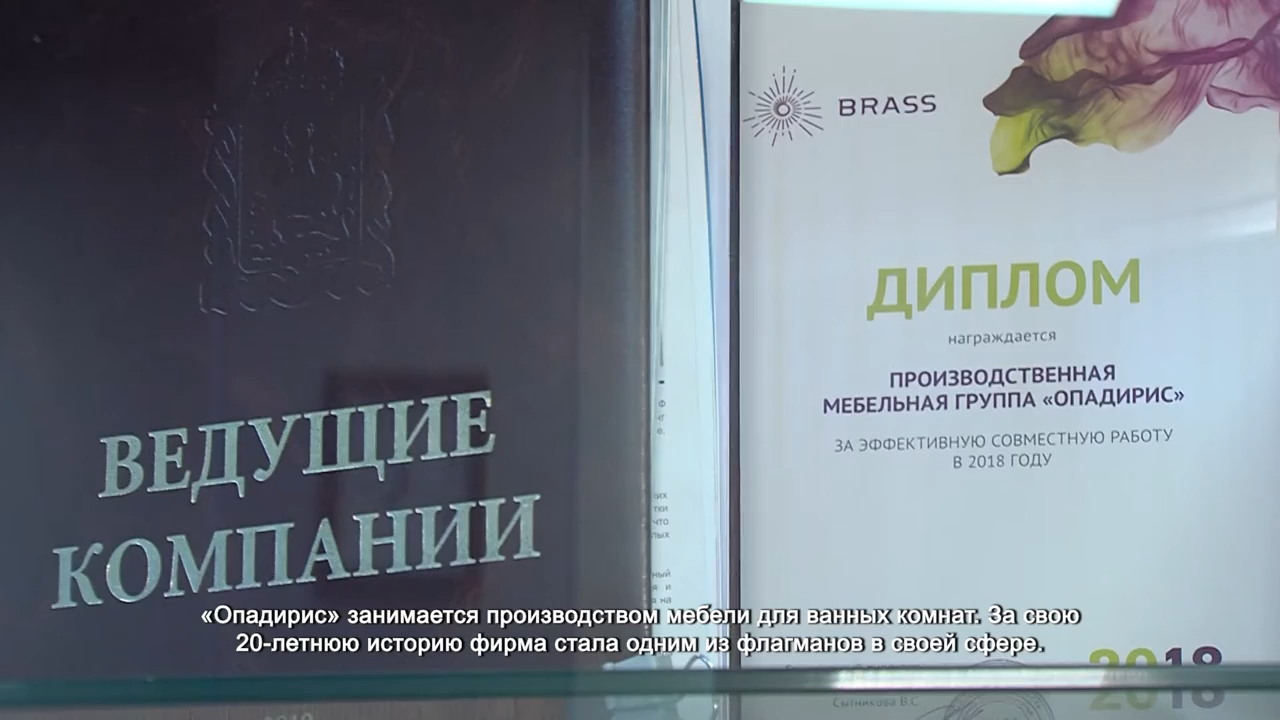 ВЕДУЩИЕ
КОМПАНИИ
BRASS
ДИПЛОМ
награждается
ПРОИЗВОДСТВЕННАЯ
МЕБЕЛЬНАЯ ГРУППА «ОПАДИРИС»
ЗА ЭФФЕКТИВНУЮ СОВМЕСТНУЮ РАБОТУ
В 2018 ГОДУ
«Опадирис» занимается производством мебели для ванных комнат. За свою
20-летнюю историю фирма стала одним из флагманов в своей сфере.
2018
Сытникова В.С.